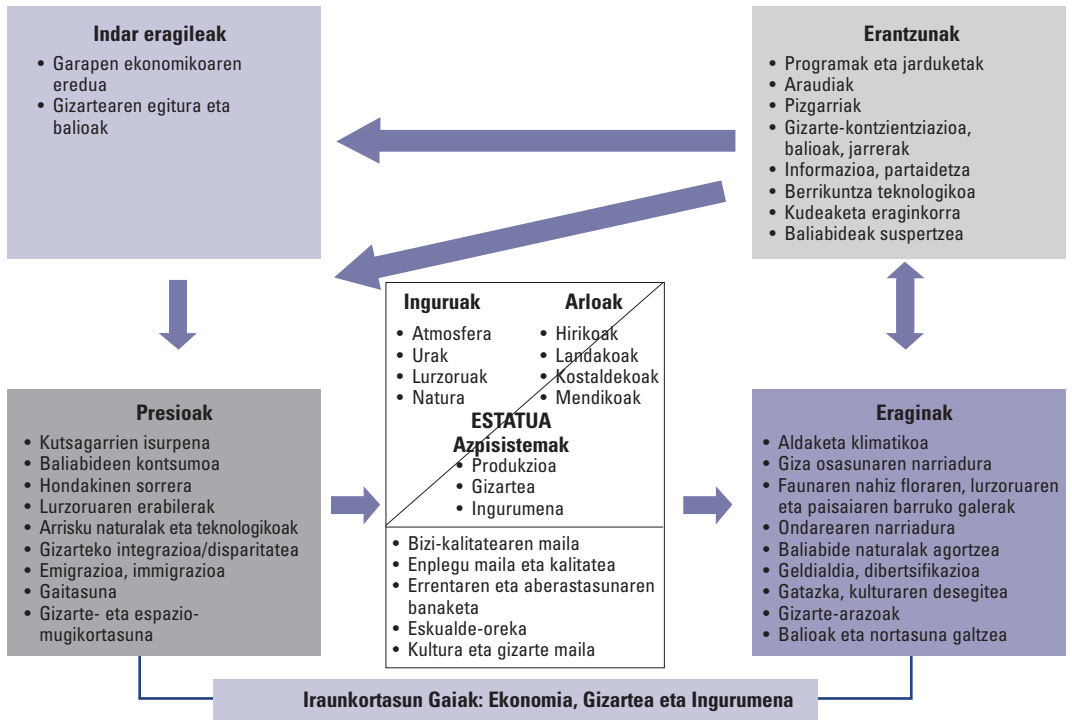 Indar eragileak
• Garapen ekonomikoaren
eredua
• Gizartearen egitura eta
balioak
Erantzunak
• Programak eta jarduketak
• Araudiak
• Pizgarriak
• Gizarte-kontzientziazioa,
balioak, jarrerak
• Informazioa, partaidetza
• Berrikuntza teknologikoa
• Kudeaketa eraginkorra
• Baliabideak suspertzea
Inguruak
• Atmosfera
• Urak
• Lurzoruak
• Natura
Arloak
• Hirikoak
• Landakoak
• Kostaldekoak
• Mendikoak
ESTATUA
Azpisistemak
• Produkzioa
• Gizartea
• Ingurumena
• Bizi-kalitatearen maila
• Enplegu maila eta kalitatea
• Errentaren eta aberastasunaren
banaketa
• Eskualde-oreka
• Kultura eta gizarte maila
Presioak
• Kutsagarrien isurpena
• Baliabideen kontsumoa
• Hondakinen sorrera
• Lurzoruaren erabilerak
• Arrisku naturalak eta teknologikoak
• Gizarteko integrazioa/disparitatea
• Emigrazioa, immigrazioa
• Gaitasuna
• Gizarte- eta espazio-
mugikortasuna
Eraginak
• Aldaketa klimatikoa
• Giza osasunaren narriadura
• Faunaren nahiz floraren, lurzoruaren
eta paisaiaren barruko galerak
• Ondarearen narriadura
• Baliabide naturalak agortzea
• Geldialdia, dibertsifikazioa
• Gatazka, kulturaren desegitea
• Gizarte-arazoak
• Balioak eta nortasuna galtzea
Iraunkortasun Gaiak: Ekonomia, Gizartea eta Ingurumena